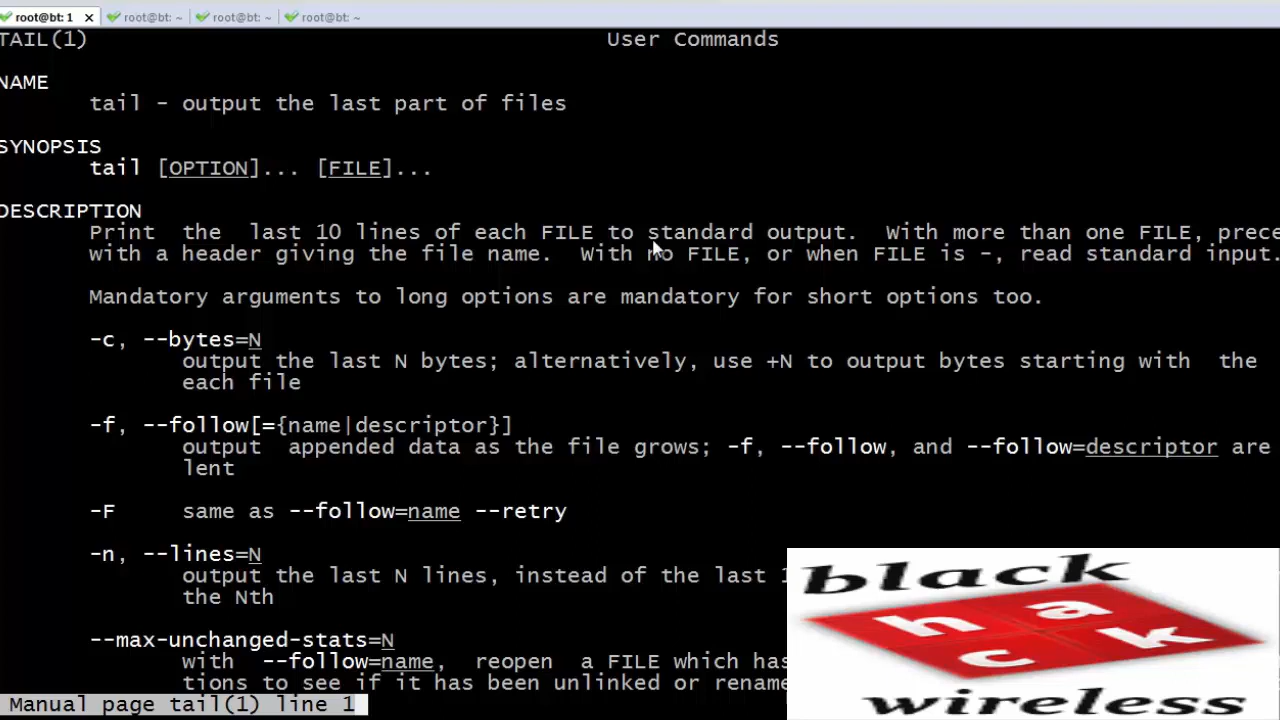 root@bt: 1 × root@bt: ~ root@bt: ~ root@bt: ~
TAIL(1) User Commands
NAME
tail - output the last part of files
SYNOPSIS
tail [OPTION]... [FILE]...
DESCRIPTION
Print the last 10 lines of each FILE to standard output. With more than one FILE, prece
with a header giving the file name. With no FILE, or when FILE is -, read standard input.
Mandatory arguments to long options are mandatory for short options too.
-c, --bytes=N
output the last N bytes; alternatively, use +N to output bytes starting with the
each file
-f, --follow[={name|descriptor}]
output appended data as the file grows; -f, --follow, and --follow=descriptor are
lent
-F same as --follow=name --retry
-n, --lines=N
output the last N lines, instead of the last 1
the Nth
--max-unchanged-stats=N
with --follow=name, reopen a FILE which has
tions to see if it has been unlinked or rename
Manual page tail(1) line 1
black
h a
c k
wireless